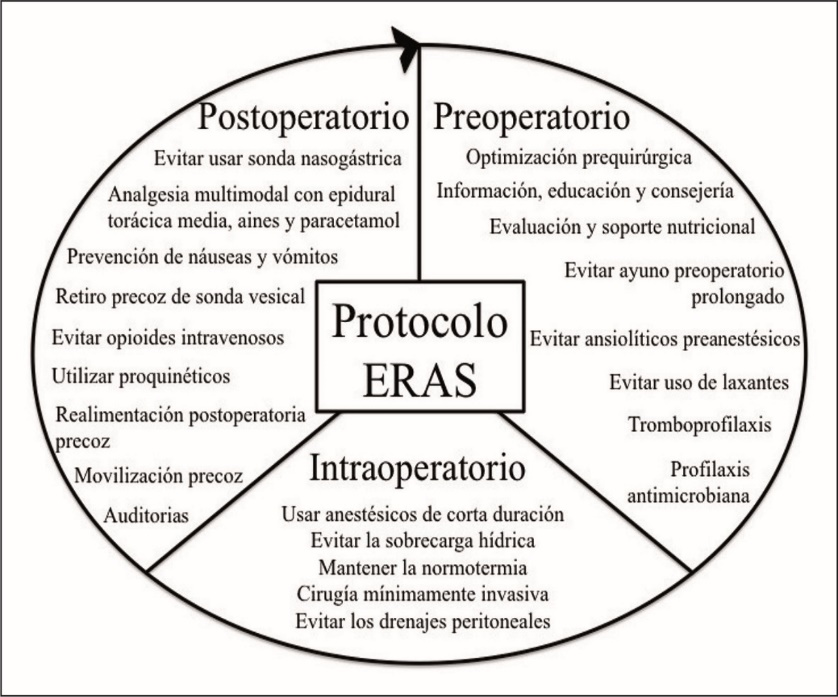 Protocolo
ERAS
Preoperatorio
Optimización prequirúrgica
Información, educación y consejería
Evaluación y soporte nutricional
Evitar ayuno preoperatorio
prolongado
Evitar ansiolíticos preanestésicos
Evitar uso de laxantes
Tromboprofilaxis
Profilaxis
antimicrobiana
Intraoperatorio
Usar anestésicos de corta duración
Evitar la sobrecarga hídrica
Mantener la normotermia
Cirugía mínimamente invasiva
Evitar los drenajes peritoneales
Postoperatorio
Evitar usar sonda nasogástrica
Analgesia multimodal con epidural
torácica media, aines y paracetamol
Prevención de náuseas y vómitos
Retiro precoz de sonda vesical
Evitar opioides intravenosos
Utilizar proquinéticos
Realimentación postoperatoria
precoz
Movilización precoz
Auditorias